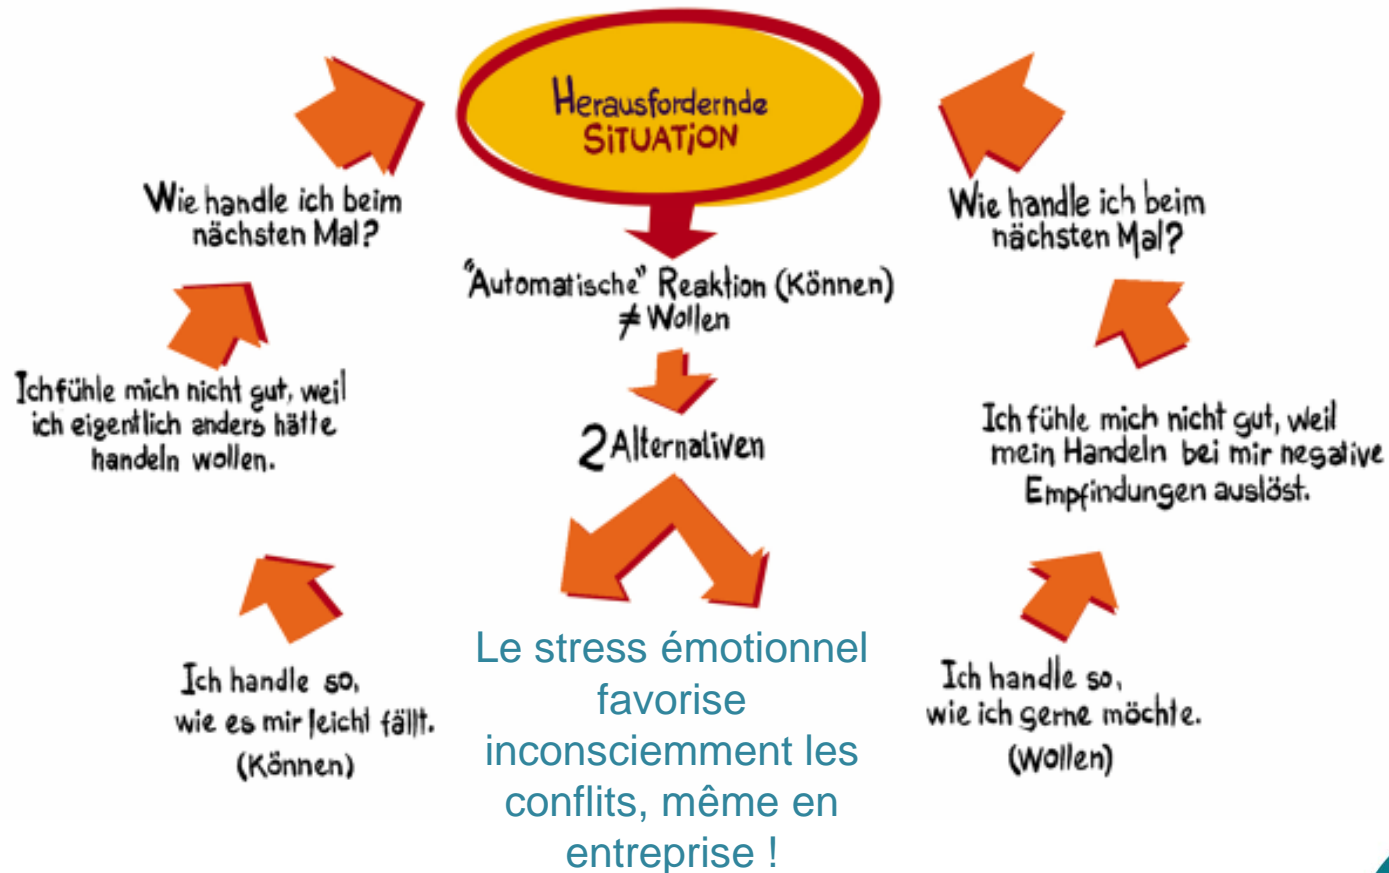 Herausfordernde
SiTUATjON
"Automatische" Reaktion (Können)
≠ Wollen
2 Alternativen
Ich handle so,
wie es mir leicht fällt.
(Können)
Ich fühle mich nicht gut, weil
ich eigentlich anders hätte
handeln wollen.
Wie handle ich beim
nächsten Mal?
Le stress émotionnel
favorise
inconsciemment les
conflits, même en
entreprise !
Ich handle so,
wie ich gerne möchte.
(Wollen)
Ich fühle mich nicht gut, weil
mein Handeln bei mir negative
Empfindungen auslöst.
Wie handle ich beim
nächsten Mal?